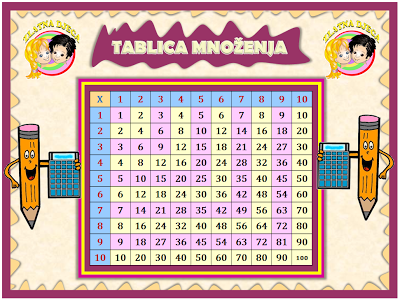 ZLATNA DJECA
TABLICA MNOŽENJA
ZLATNA DJECA
X 1 2 3 4 5 6 7 8 9 10
1 1 2 3 4 5 6 7 8 9 10
2 2 4 6 8 10 12 14 16 18 20
3 3 6 9 12 15 18 21 24 27 30
4 4 8 12 16 20 24 28 32 36 40
5 5 10 15 20 25 30 35 40 45 50
6 6 12 18 24 30 36 42 48 54 60
7 7 14 21 28 35 42 49 56 63 70
8 8 16 24 32 40 48 56 64 72 80
9 9 18 27 36 45 54 63 72 81 90
10 10 20 30 40 50 60 70 80 90 100